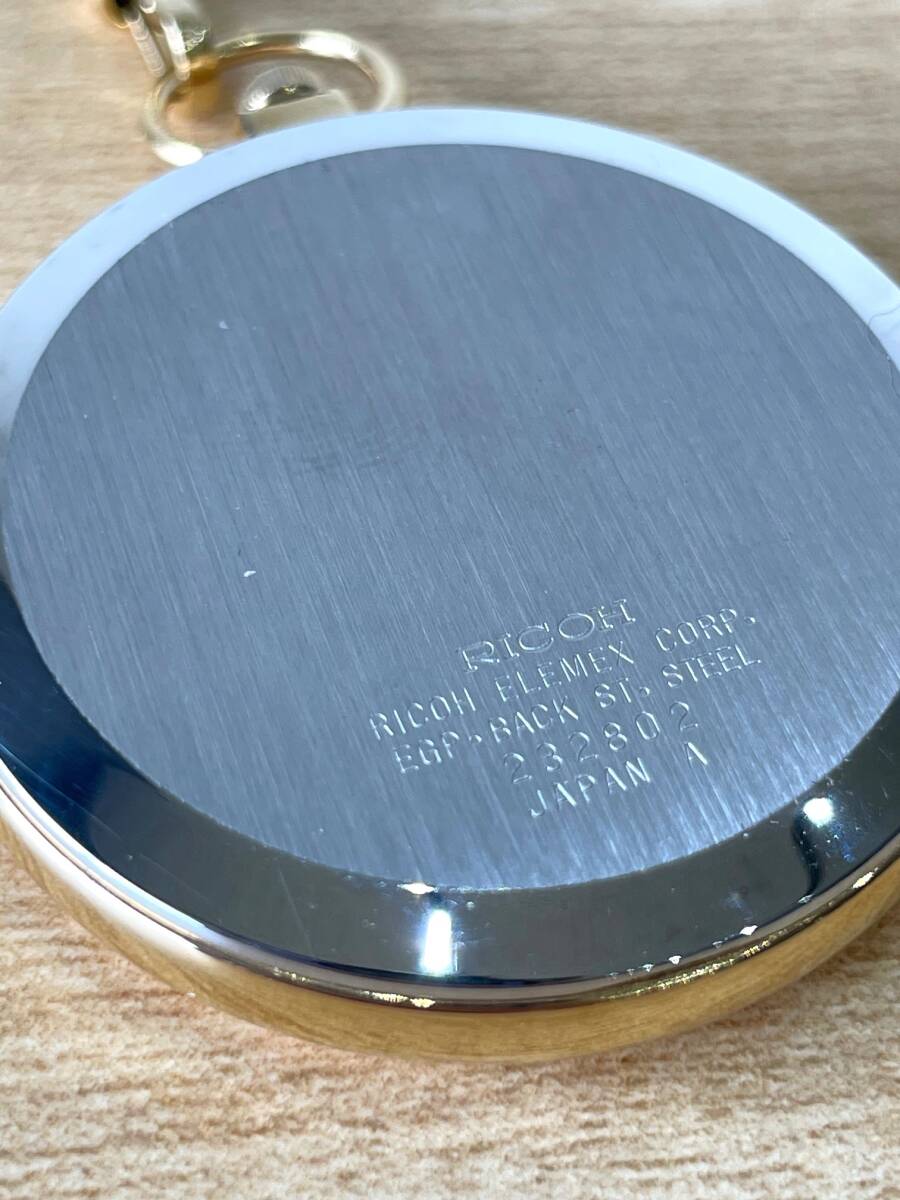 RICOH
RICOH ELEMEX CORP.
EGP. BACK ST. STEEL
232802
JAPAN A